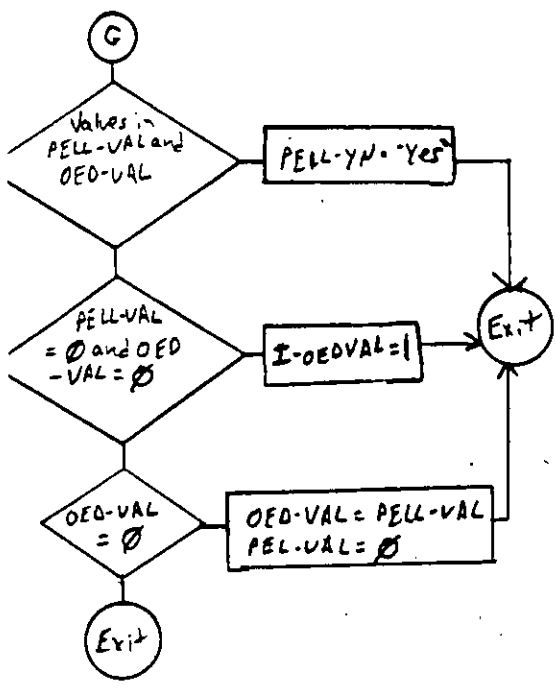 G
Values in
PELL-VAL and
OED-VAL
PELL-YN = "Yes"
PELL-VAL
= Ø and OED
-VAL = Ø
I-OEDVAL = 1
Exit
OED-VAL
= Ø
OED-VAL = PELL-VAL
PEL-VAL = Ø
Exit